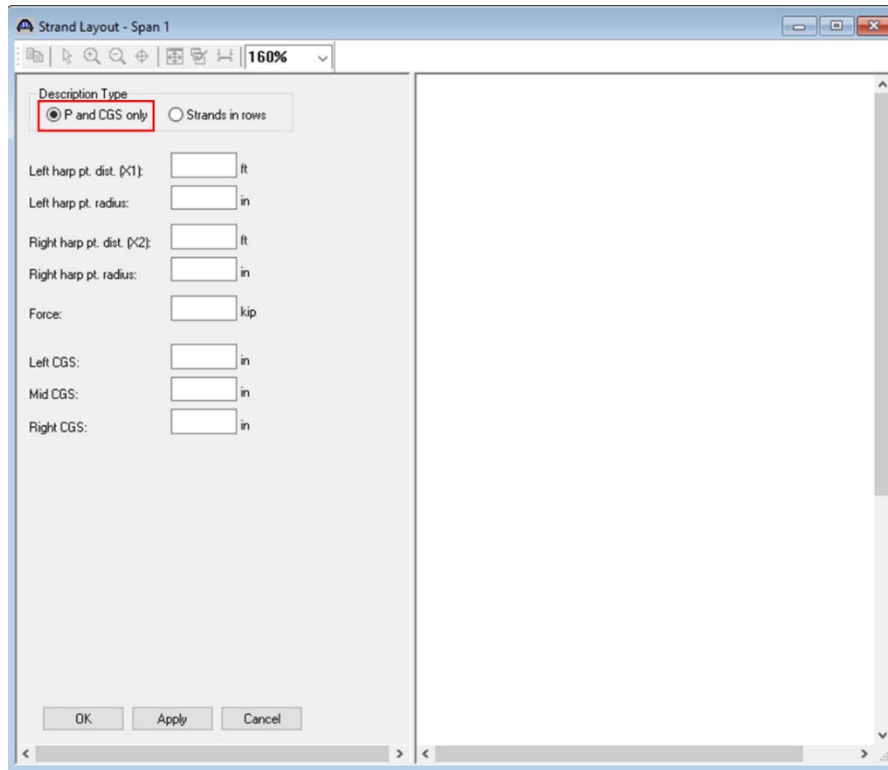 Strand Layout - Span 1
160%
Description Type
P and CGS only Strands in rows
Left harp pt. dist. (X1): ft
Left harp pt. radius: in
Right harp pt. dist. (X2): ft
Right harp pt. radius: in
Force: kip
Left CGS: in
Mid CGS: in
Right CGS: in
OK Apply Cancel